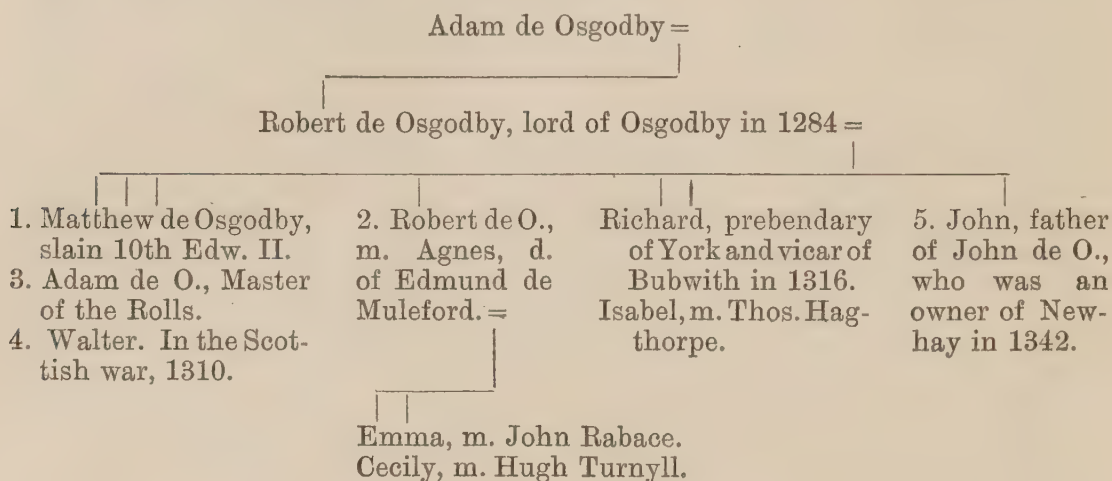 Adam de Osgodby =
Robert de Osgodby, lord of Osgodby in 1284 =
1. Matthew de Osgodby,
slain 10th Edw. II.
3. Adam de O., Master
of the Rolls.
4. Walter. In the Scot-
tish war, 1310.
2. Robert de O.,
m. Agnes, d.
of Edmund de
Muleford. =
Richard, prebendary
of York and vicar of
Bubwith in 1316.
Isabel, m. Thos. Hag-
thorpe.
5. John, father
of John de O.,
who was an
owner of New-
hay in 1342.
Emma, m. John Rabace.
Cecily, m. Hugh Turnyll.